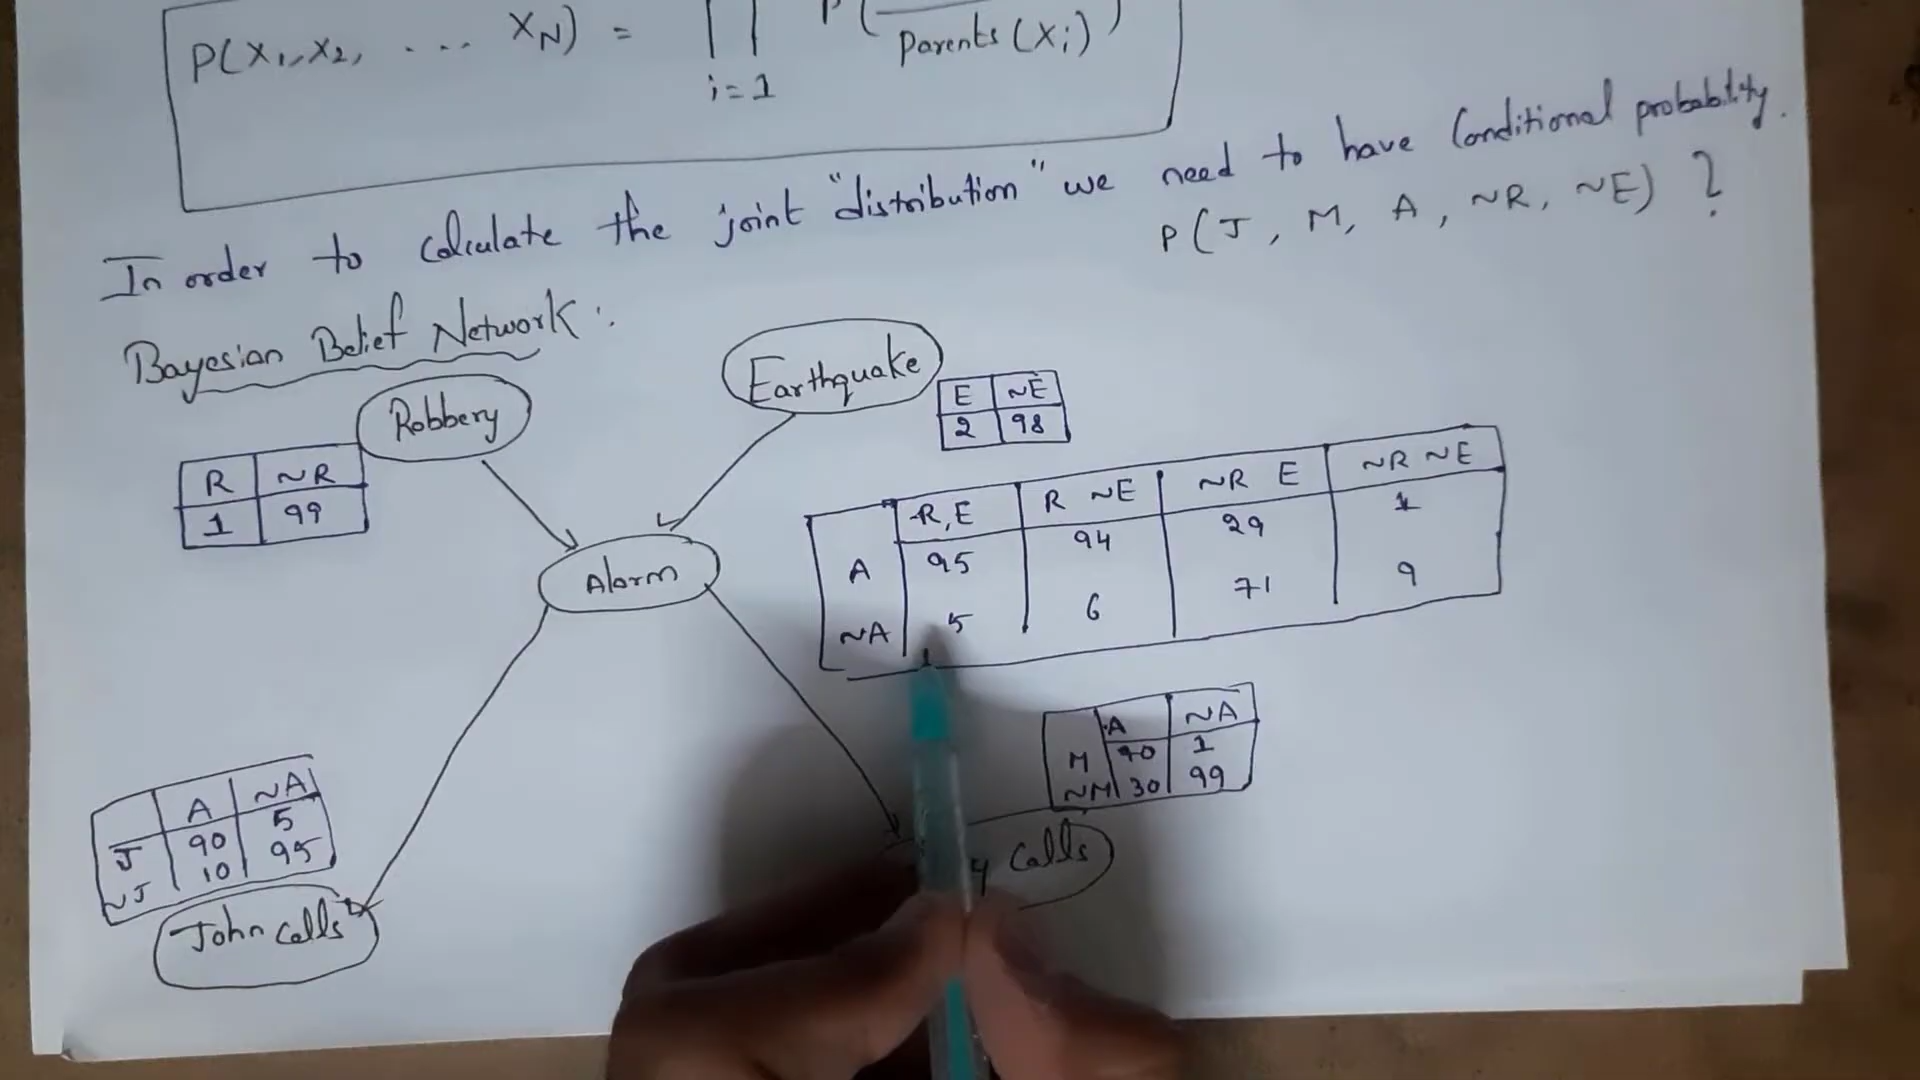 P(X1,X2, .... XN) = ∏ P(
i=1
Parents(Xi))
In order to calculate the joint "distribution" we need to have Conditional probability.
P(J, M, A, ~R, ~E) ?
Bayesian Belief Network :
Robbery
Earthquake
E ~E
2 98
R ~R
1 99
Alarm
R,E R ~E ~R E ~R ~E
A 95 94 29 1
~A 5 6 71 9
A ~A
M 70 1
~M 30 99
A ~A
J 90 5
~J 10 95
John calls
y Calls